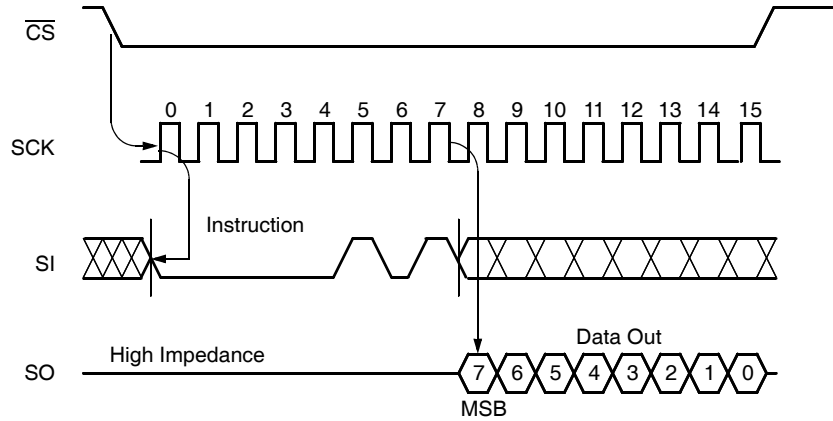 C̅S̅
0 1 2 3 4 5 6 7 8 9 10 11 12 13 14 15
SCK
Instruction
SI
High Impedance
Data Out
SO
7 6 5 4 3 2 1 0
MSB